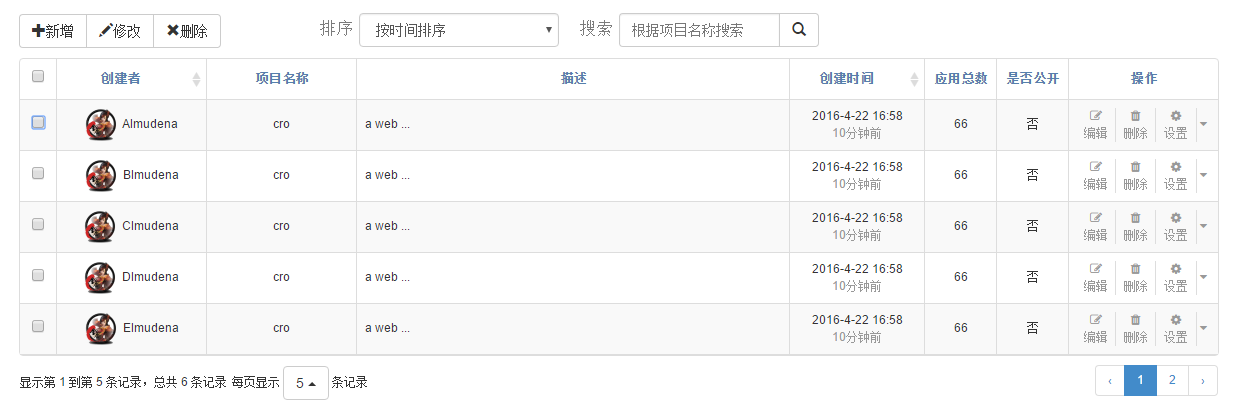 新增 修改 删除 排序 按时间排序 搜索 根据项目名称搜索
创建者 项目名称 描述 创建时间 应用总数 是否公开 操作
Almudena cro a web ... 2016-4-22 16:58 66 否 编辑 删除 设置
10分钟前
Blmudena cro a web ... 2016-4-22 16:58 66 否 编辑 删除 设置
10分钟前
Clmudena cro a web ... 2016-4-22 16:58 66 否 编辑 删除 设置
10分钟前
Dlmudena cro a web ... 2016-4-22 16:58 66 否 编辑 删除 设置
10分钟前
Elmudena cro a web ... 2016-4-22 16:58 66 否 编辑 删除 设置
10分钟前
显示第 1 到第 5 条记录，总共 6 条记录 每页显示 5 条记录 ‹ 1 2 ›